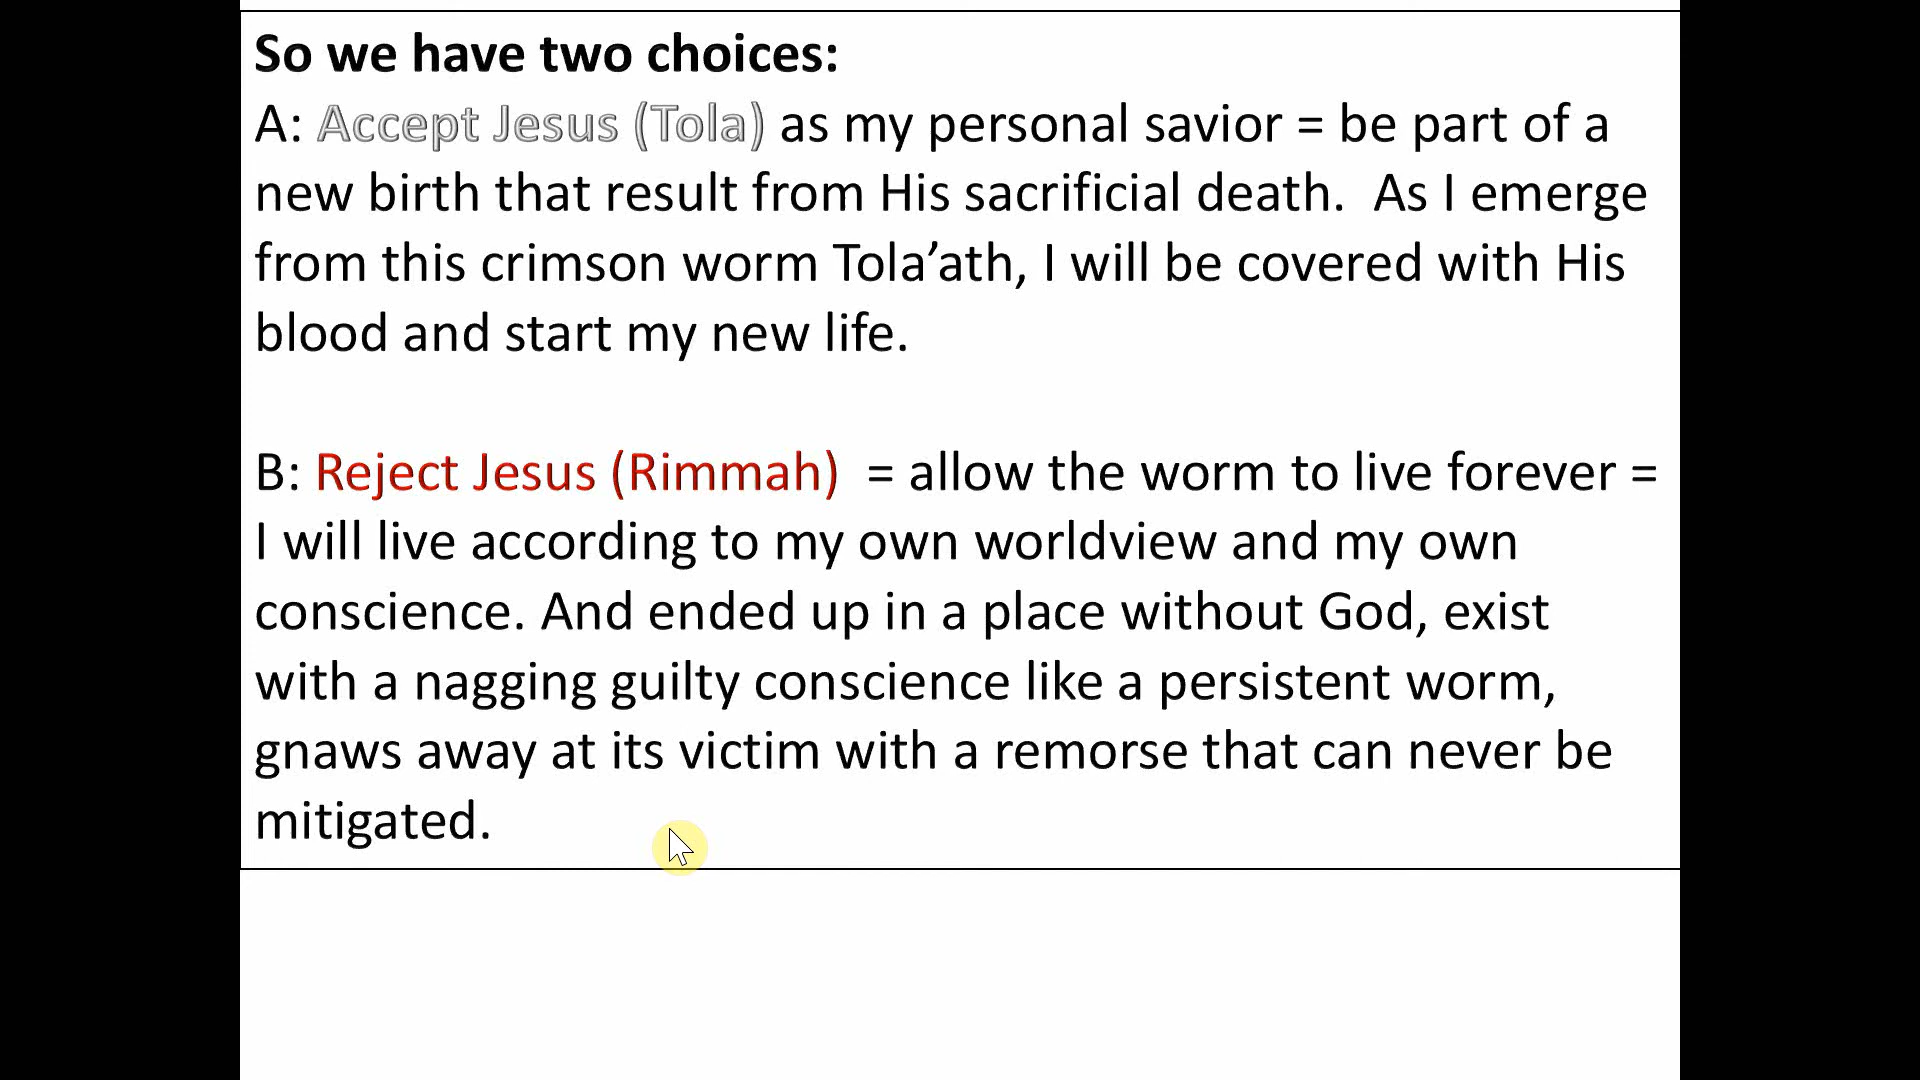 So we have two choices:
A: Accept Jesus (Tola) as my personal savior = be part of a
new birth that result from His sacrificial death.  As I emerge
from this crimson worm Tola’ath, I will be covered with His
blood and start my new life.
B: Reject Jesus (Rimmah)  = allow the worm to live forever =
I will live according to my own worldview and my own
conscience. And ended up in a place without God, exist
with a nagging guilty conscience like a persistent worm,
gnaws away at its victim with a remorse that can never be
mitigated.